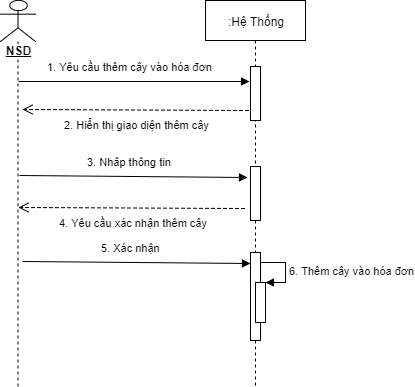 :Hệ Thống
NSD
1. Yêu cầu thêm cây vào hóa đơn
2. Hiển thị giao diện thêm cây
3. Nhâp thông tin
4. Yêu cầu xác nhận thêm cây
5. Xác nhận
6. Thêm cây vào hóa đơn